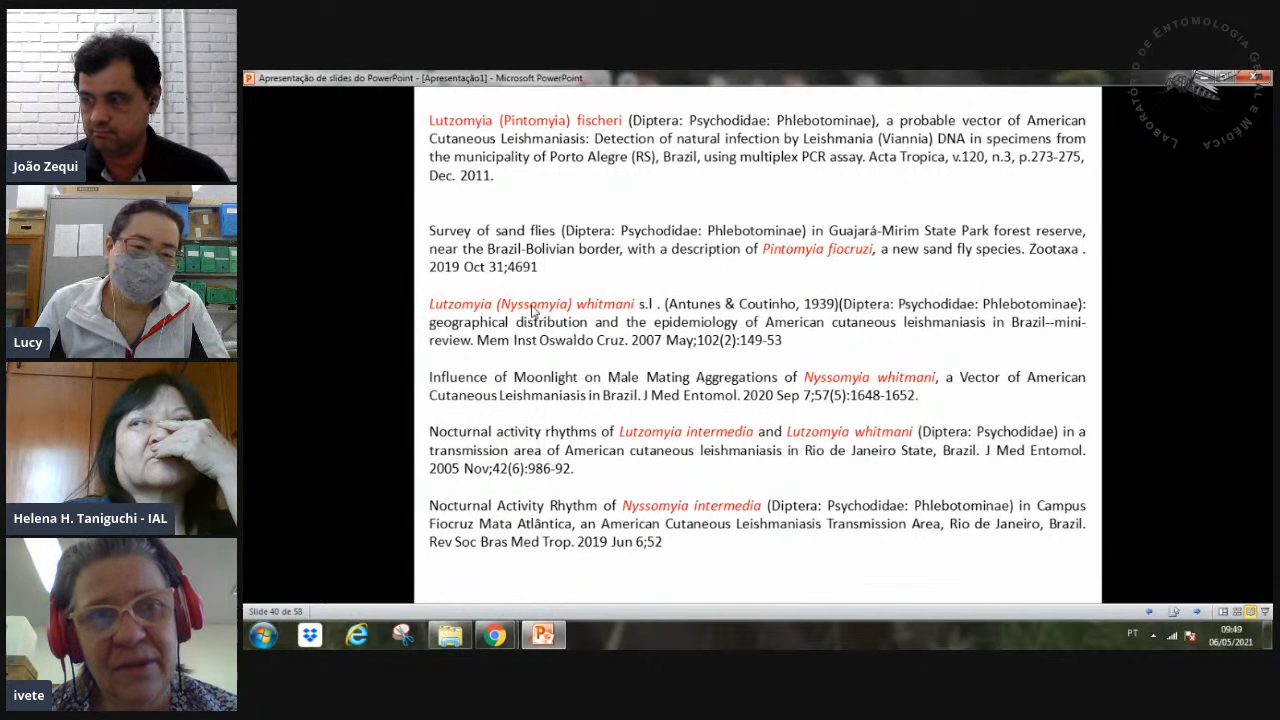 João Zequi
Lucy
Helena H. Taniguchi - IAL
ivete
LABORATÓRIO DE ENTOMOLOGIA GERAL E MÉDICA
Apresentação de slides do PowerPoint - [Apresentação1] - Microsoft PowerPoint
Lutzomyia (Pintomyia) fischeri (Diptera: Psychodidae: Phlebotominae), a probable vector of American
Cutaneous Leishmaniasis: Detection of natural infection by Leishmania (Viannia) DNA in specimens from
the municipality of Porto Alegre (RS), Brazil, using multiplex PCR assay. Acta Tropica, v.120, n.3, p.273-275,
Dec. 2011.
Survey of sand flies (Diptera: Psychodidae: Phlebotominae) in Guajará-Mirim State Park forest reserve,
near the Brazil-Bolivian border, with a description of Pintomyia fiocruzi, a new sand fly species. Zootaxa .
2019 Oct 31;4691
Lutzomyia (Nyssomyia) whitmani s.l . (Antunes & Coutinho, 1939)(Diptera: Psychodidae: Phlebotominae):
geographical distribution and the epidemiology of American cutaneous leishmaniasis in Brazil--mini-
review. Mem Inst Oswaldo Cruz. 2007 May;102(2):149-53
Influence of Moonlight on Male Mating Aggregations of Nyssomyia whitmani, a Vector of American
Cutaneous Leishmaniasis in Brazil. J Med Entomol. 2020 Sep 7;57(5):1648-1652.
Nocturnal activity rhythms of Lutzomyia intermedia and Lutzomyia whitmani (Diptera: Psychodidae) in a
transmission area of American cutaneous leishmaniasis in Rio de Janeiro State, Brazil. J Med Entomol.
2005 Nov;42(6):986-92.
Nocturnal Activity Rhythm of Nyssomyia intermedia (Diptera: Psychodidae: Phlebotominae) in Campus
Fiocruz Mata Atlântica, an American Cutaneous Leishmaniasis Transmission Area, Rio de Janeiro, Brazil.
Rev Soc Bras Med Trop. 2019 Jun 6;52
Slide 40 de 58
PT
09:49
06/05/2021